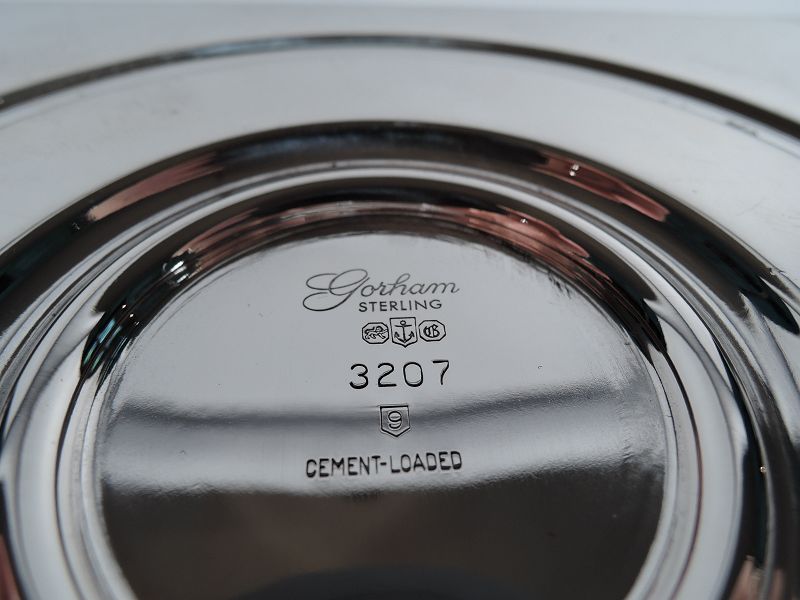 Gorham
STERLING
G
3207
9
CEMENT-LOADED